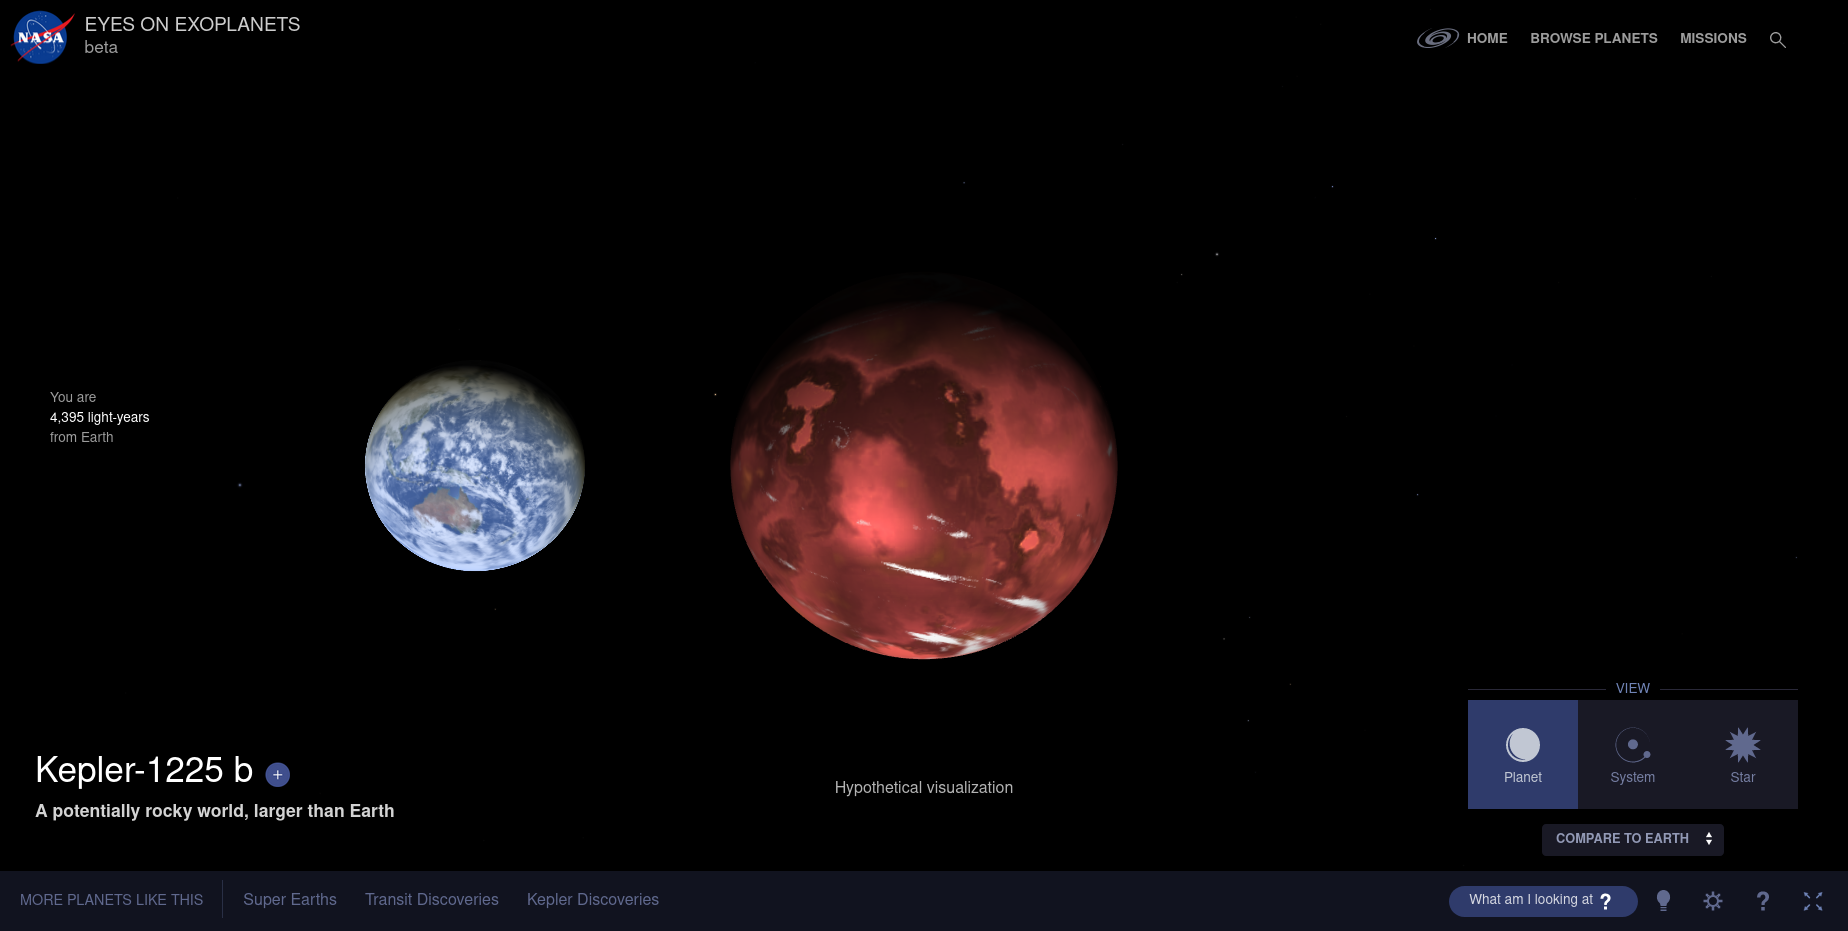 NASA
EYES ON EXOPLANETS
beta
HOME
BROWSE PLANETS
MISSIONS
You are
4,395 light-years
from Earth
Kepler-1225 b +
A potentially rocky world, larger than Earth
Hypothetical visualization
VIEW
Planet
System
Star
COMPARE TO EARTH
MORE PLANETS LIKE THIS
Super Earths
Transit Discoveries
Kepler Discoveries
What am I looking at ?
?